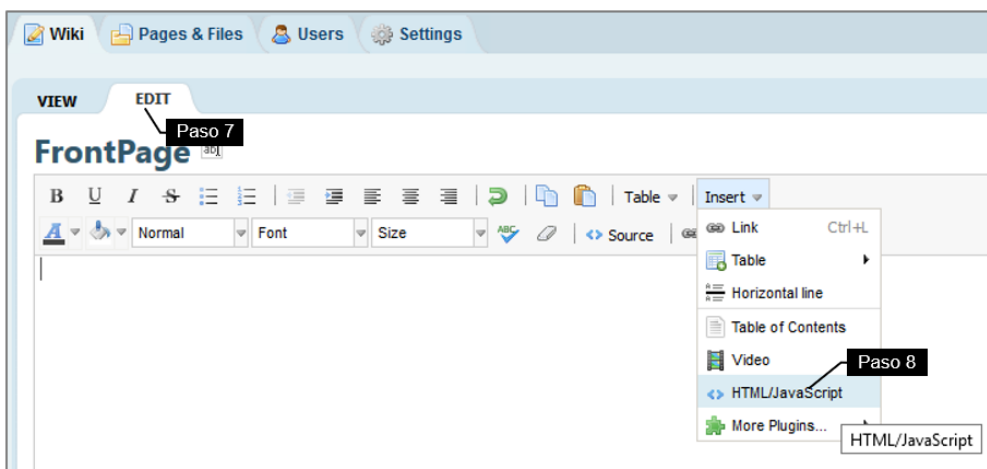 Wiki Pages & Files Users Settings
VIEW EDIT
Paso 7
FrontPage ab
B U I S Table Insert
A Normal Font Size ABC Source
Link Ctrl+L
Table
Horizontal line
Table of Contents
Video
Paso 8
HTML/JavaScript
More Plugins...
HTML/JavaScript